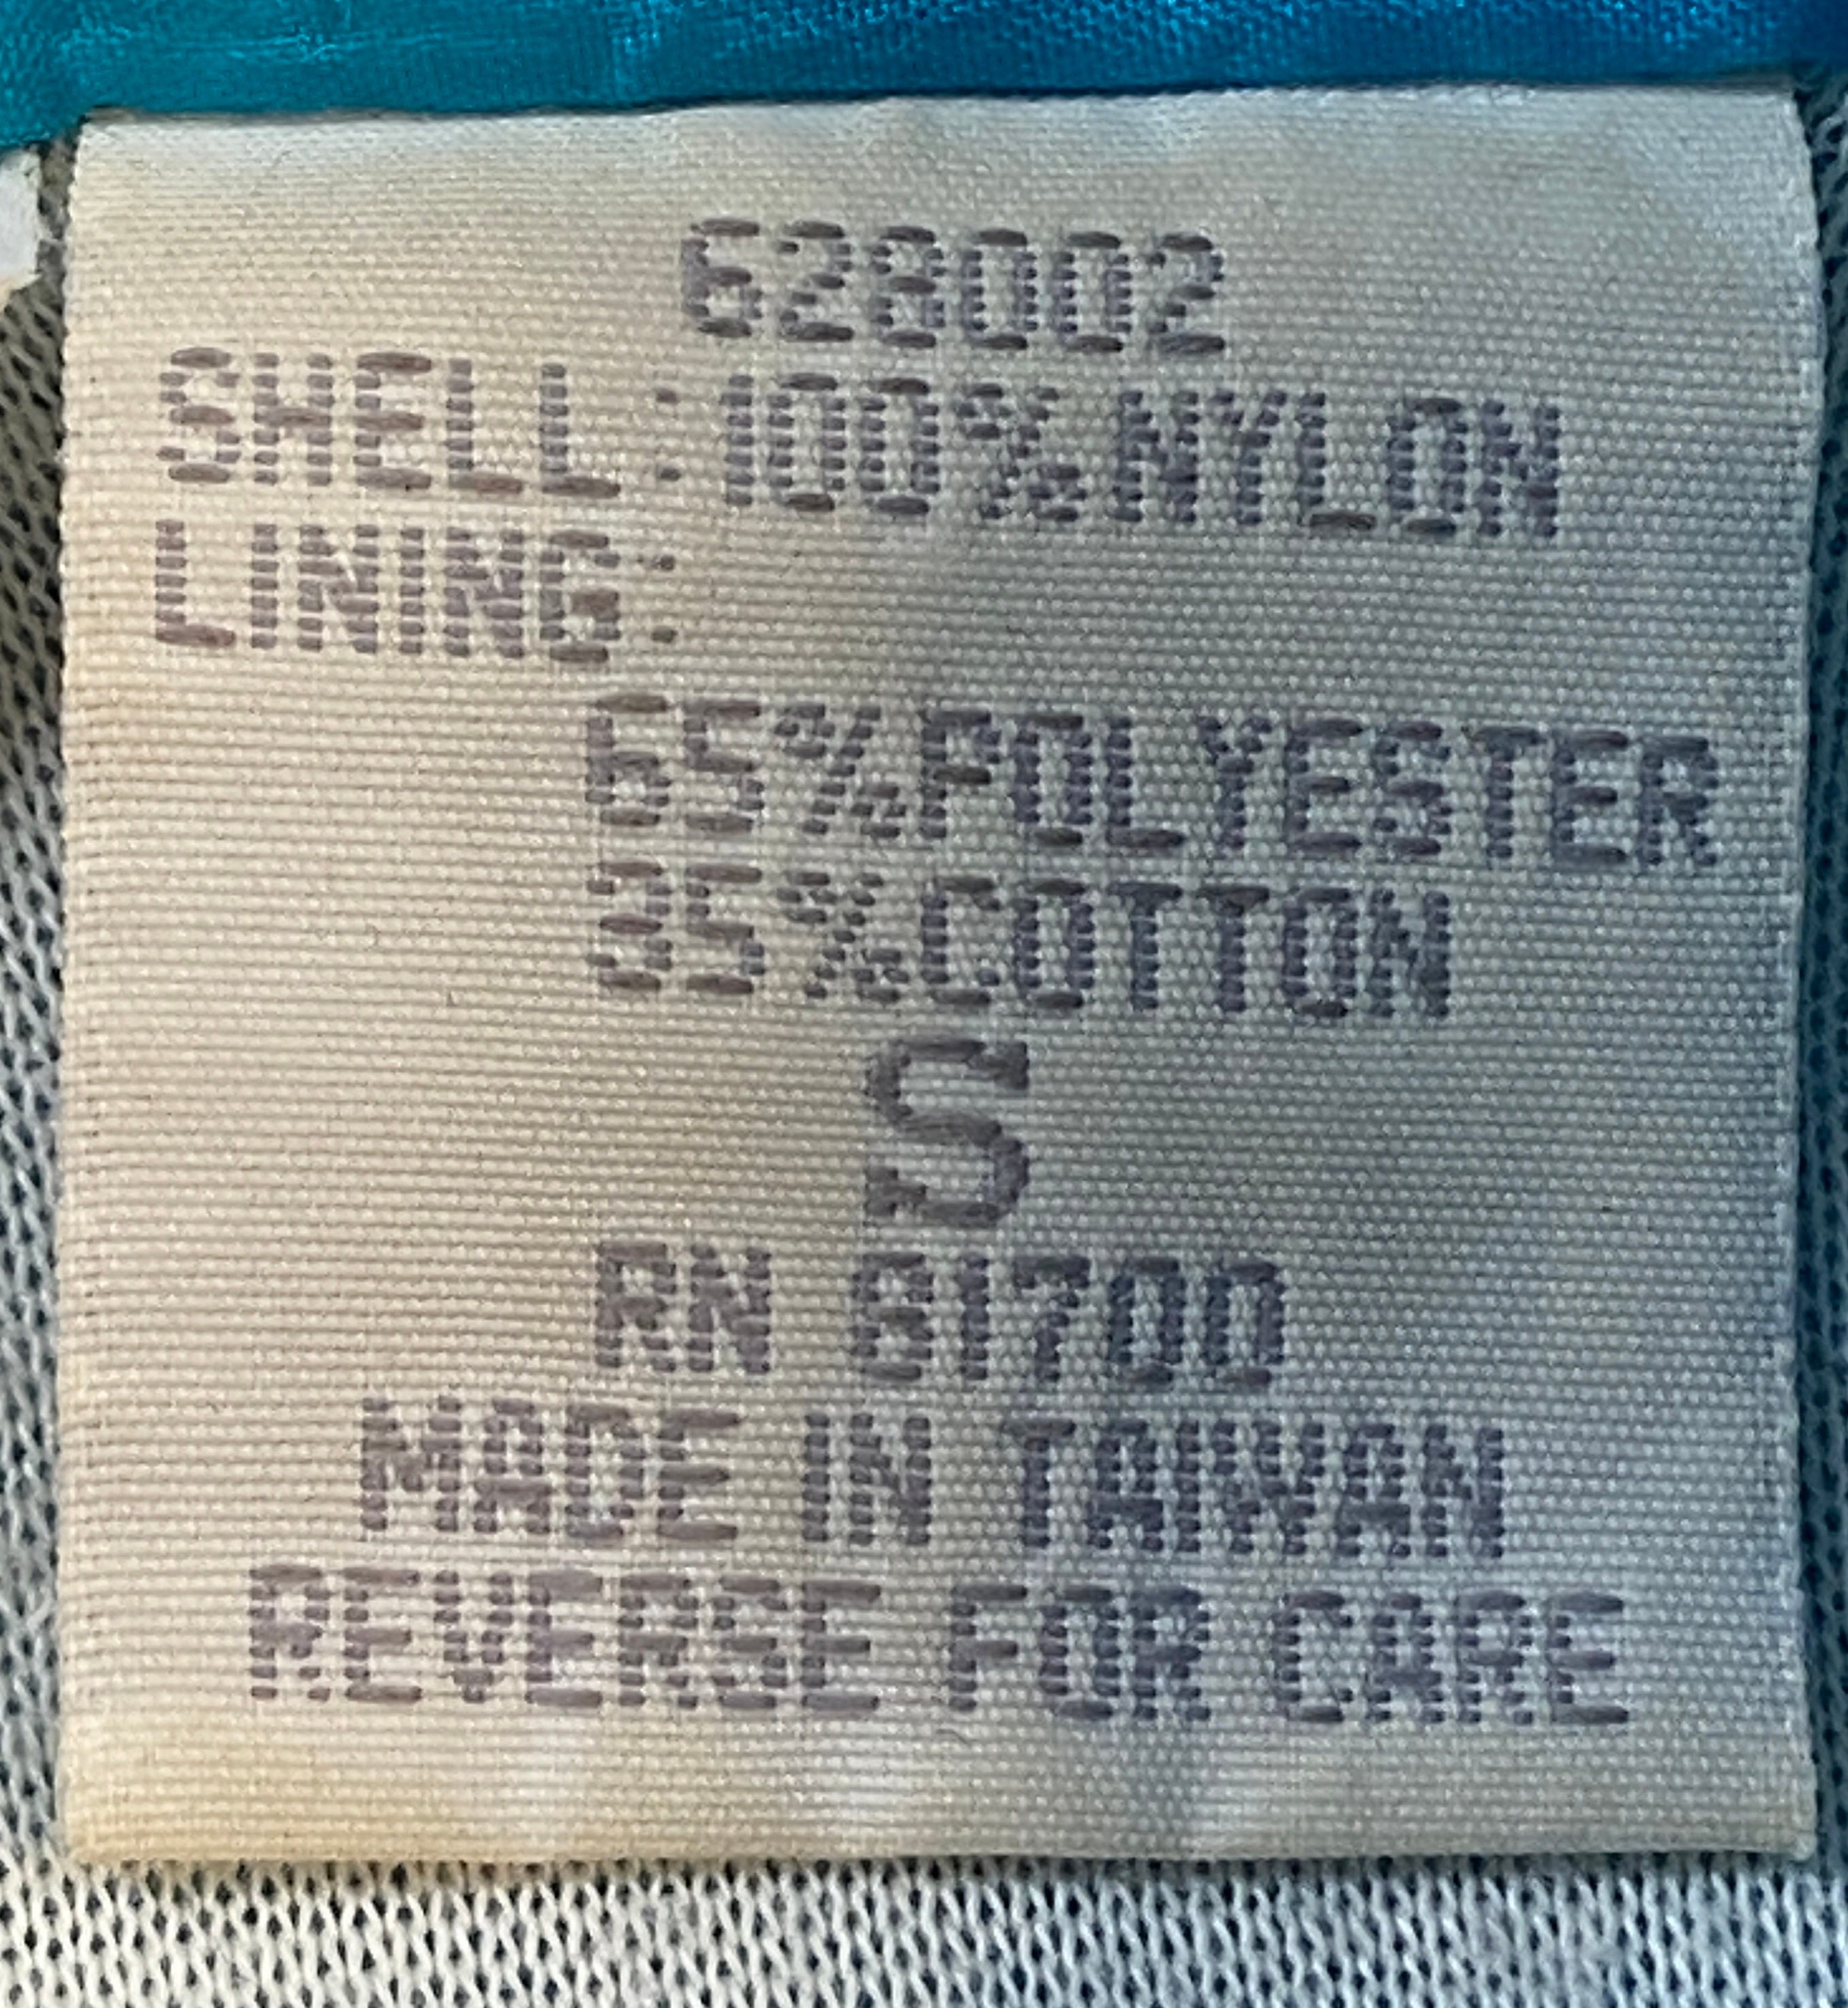 628002
SHELL:100%NYLON
LINING:
65%POLYESTER
35%COTTON
S
RN 61700
MADE IN TAIWAN
REVERSE FOR CARE